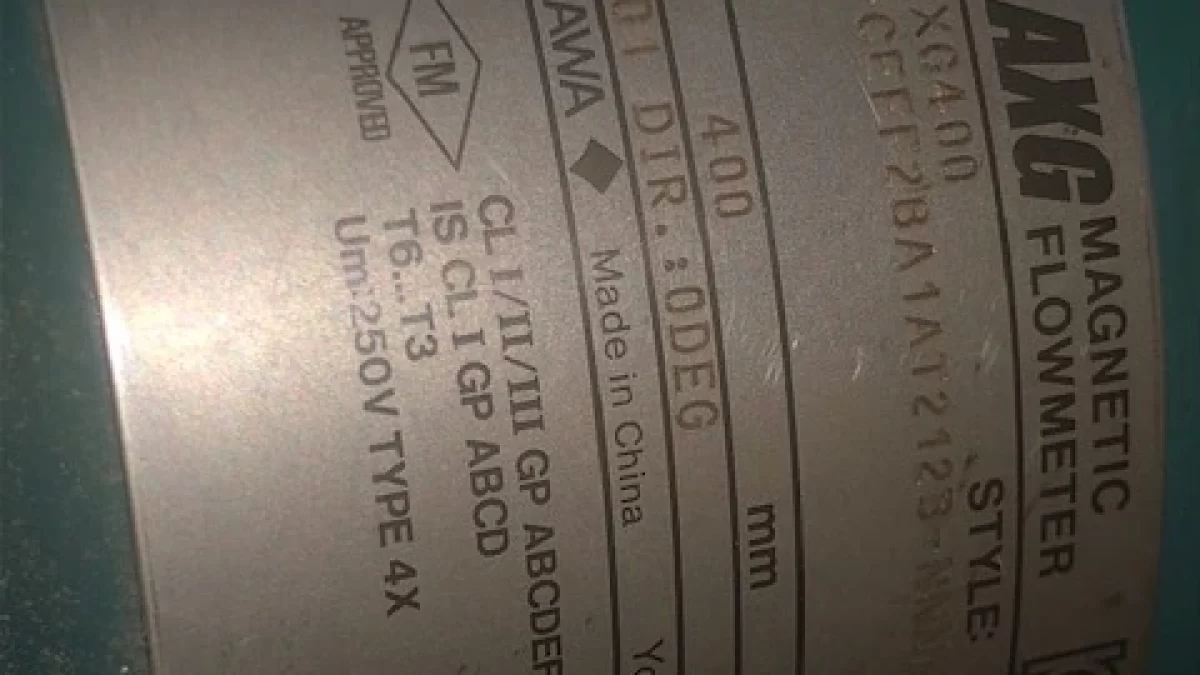 AXG MAGNETIC
FLOWMETER
STYLE:
XG400
400 mm
DIR.:0DEG
AWA ◆ Made in China
FM
APPROVED
CL I/II/III GP ABCDEF
IS CL I GP ABCD
T6...T3
Um:250V TYPE 4X